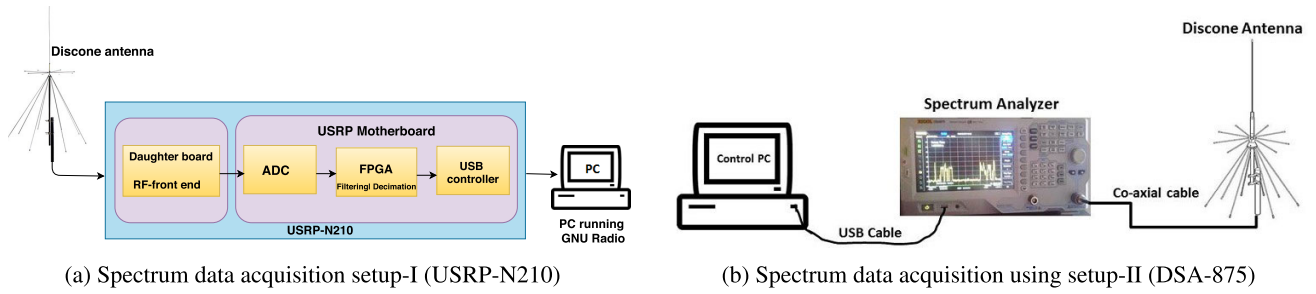 Discone antenna
USRP Motherboard
Daughter board
RF-front end
ADC
FPGA
Filteringl Decimation
USB
controller
USRP-N210
PC
PC running
GNU Radio
(a) Spectrum data acquisition setup-I (USRP-N210)
Discone Antenna
Spectrum Analyzer
Control PC
Co-axial cable
USB Cable
(b) Spectrum data acquisition using setup-II (DSA-875)